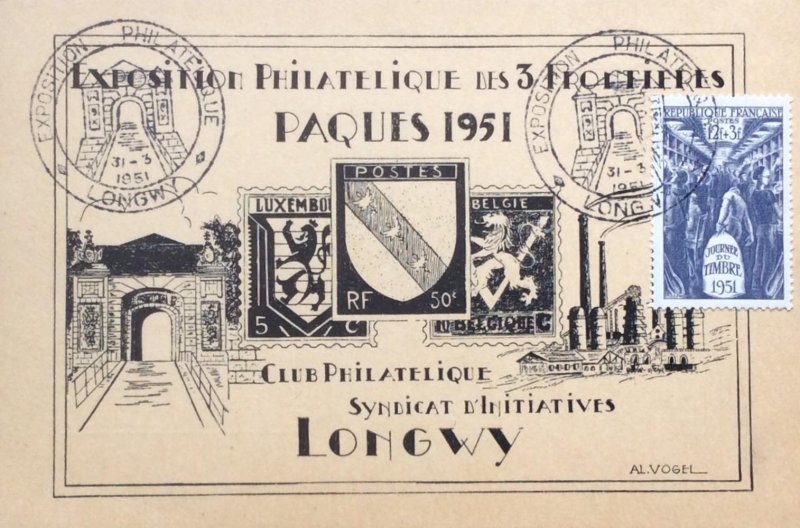 EXPOSITION PHILATELIQUE
31-3
1951
LONGWY
EXPOSITION PHILATELIQUE
31-3
1951
LONGWY
EXPOSITION PHILATELIQUE DES 3 FRONTIERES
PAQUES 1951
REPUBLIQUE FRANÇAISE
POSTES
12F+3F
JOURNEE
DU
TIMBRE
1951
LUXEMBOU
5 C
POSTES
RF 50c
BELGIE
BELGIQUE C
CLUB PHILATELIQUE
SYNDICAT D'INITIATIVES
LONGWY
AL.VOGEL